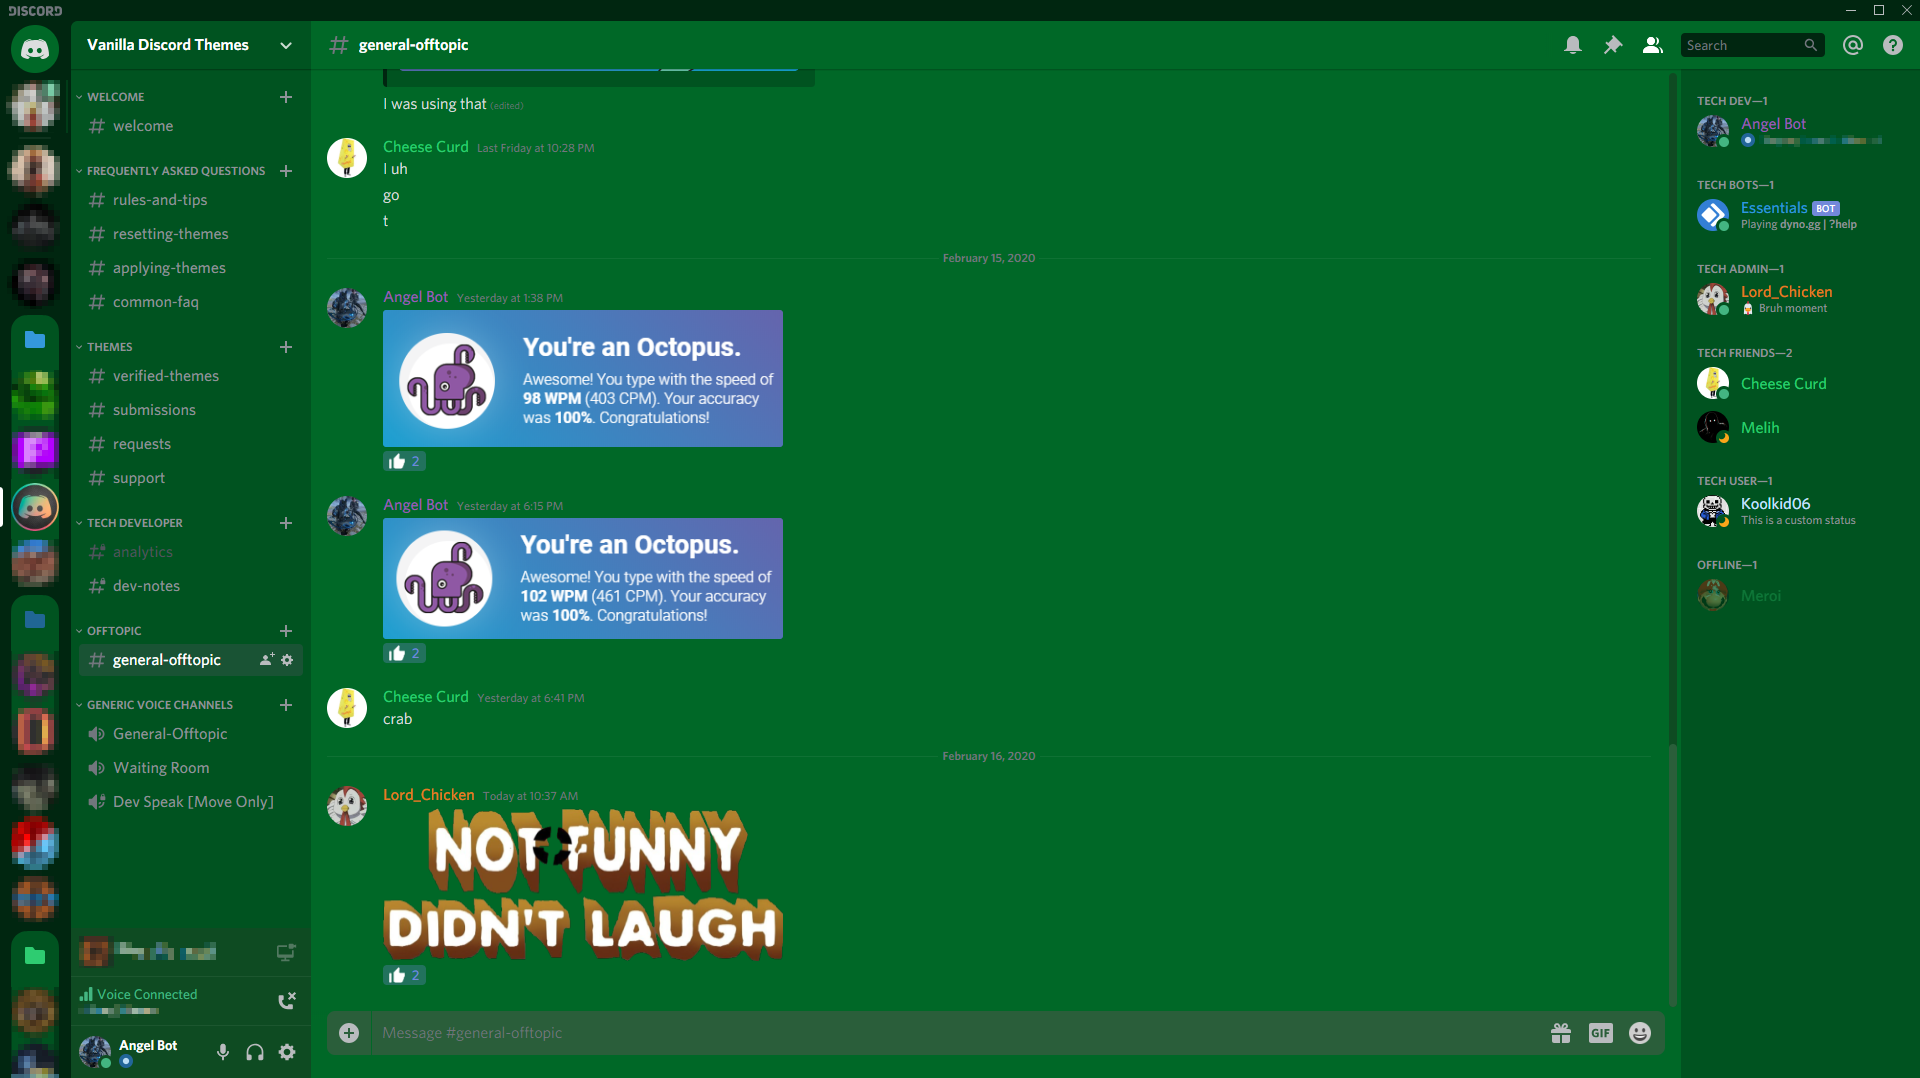 DISCORD
Vanilla Discord Themes
general-offtopic
Search
WELCOME
welcome
FREQUENTLY ASKED QUESTIONS
rules-and-tips
resetting-themes
applying-themes
common-faq
THEMES
verified-themes
submissions
requests
support
TECH DEVELOPER
analytics
dev-notes
OFFTOPIC
general-offtopic
GENERIC VOICE CHANNELS
General-Offtopic
Waiting Room
Dev Speak [Move Only]
Voice Connected
Angel Bot
I was using that (edited)
Cheese Curd Last Friday at 10:28 PM
I uh
go
t
February 15, 2020
Angel Bot Yesterday at 1:38 PM
You're an Octopus.
Awesome! You type with the speed of
98 WPM (403 CPM). Your accuracy
was 100%. Congratulations!
2
Angel Bot Yesterday at 6:15 PM
You're an Octopus.
Awesome! You type with the speed of
102 WPM (461 CPM). Your accuracy
was 100%. Congratulations!
2
Cheese Curd Yesterday at 6:41 PM
crab
February 16, 2020
Lord_Chicken Today at 10:37 AM
NOT FUNNY
DIDN'T LAUGH
2
Message #general-offtopic
GIF
TECH DEV—1
Angel Bot
TECH BOTS—1
Essentials BOT
Playing dyno.gg | ?help
TECH ADMIN—1
Lord_Chicken
Bruh moment
TECH FRIENDS—2
Cheese Curd
Melih
TECH USER—1
Koolkid06
This is a custom status
OFFLINE—1
Meroi